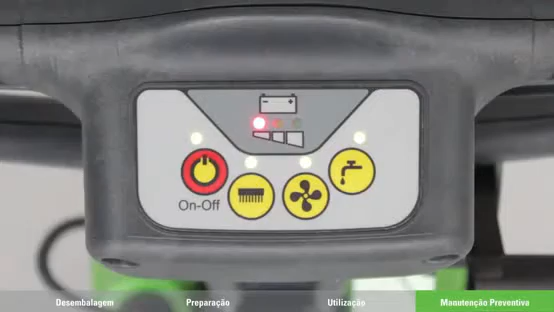 On-Off
Desembalagem
Preparação
Utilização
Manutenção Preventiva